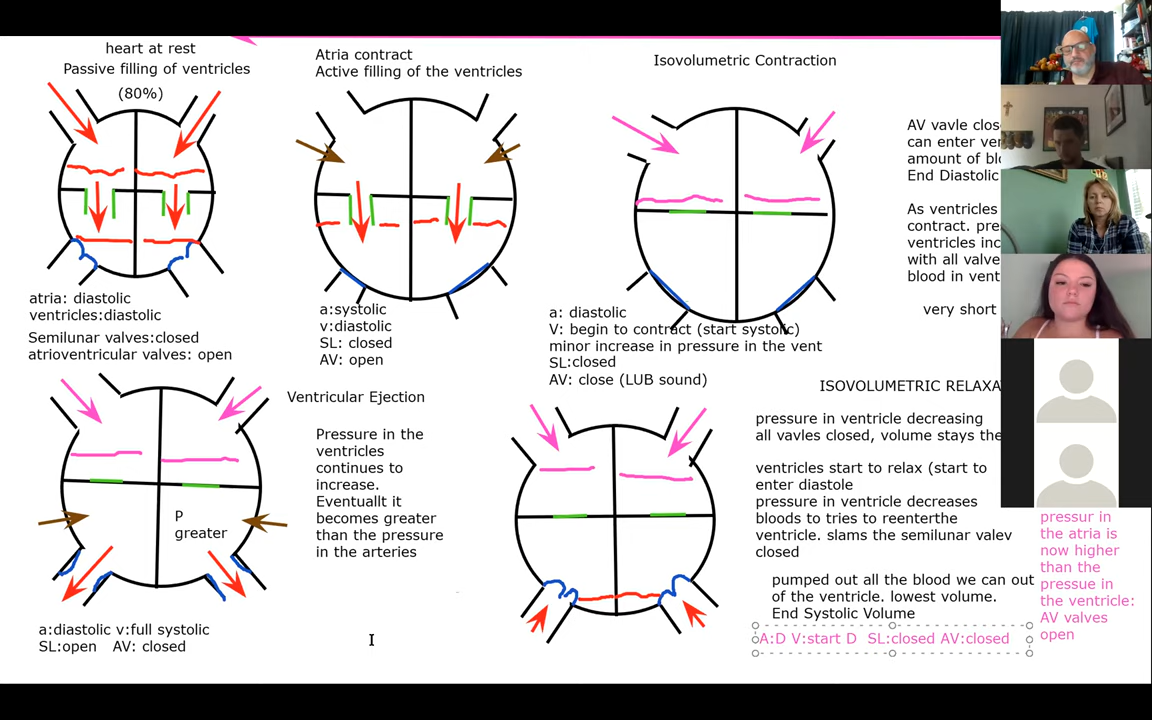 heart at rest
Passive filling of ventricles
(80%)
atria: diastolic
ventricles:diastolic
Semilunar valves:closed
atrioventricular valves: open
Atria contract
Active filling of the ventricles
a:systolic
v:diastolic
SL: closed
AV: open
Isovolumetric Contraction
a: diastolic
V: begin to contract (start systolic)
minor increase in pressure in the vent
SL:closed
AV: close (LUB sound)
AV vavle clos
can enter ver
amount of blo
End Diastolic
As ventricles
contract. pre
ventricles inc
with all valve
blood in vent
very short
Ventricular Ejection
Pressure in the
ventricles
continues to
increase.
Eventuallt it
becomes greater
than the pressure
in the arteries
P
greater
a:diastolic v:full systolic
SL:open AV: closed
ISOVOLUMETRIC RELAXA
pressure in ventricle decreasing
all vavles closed, volume stays the
ventricles start to relax (start to
enter diastole
pressure in ventricle decreases
bloods to tries to reenterthe
ventricle. slams the semilunar valev
closed
pumped out all the blood we can out
of the ventricle. lowest volume.
End Systolic Volume
A:D V:start D SL:closed AV:closed
pressur in
the atria is
now higher
than the
pressue in
the ventricle:
AV valves
open